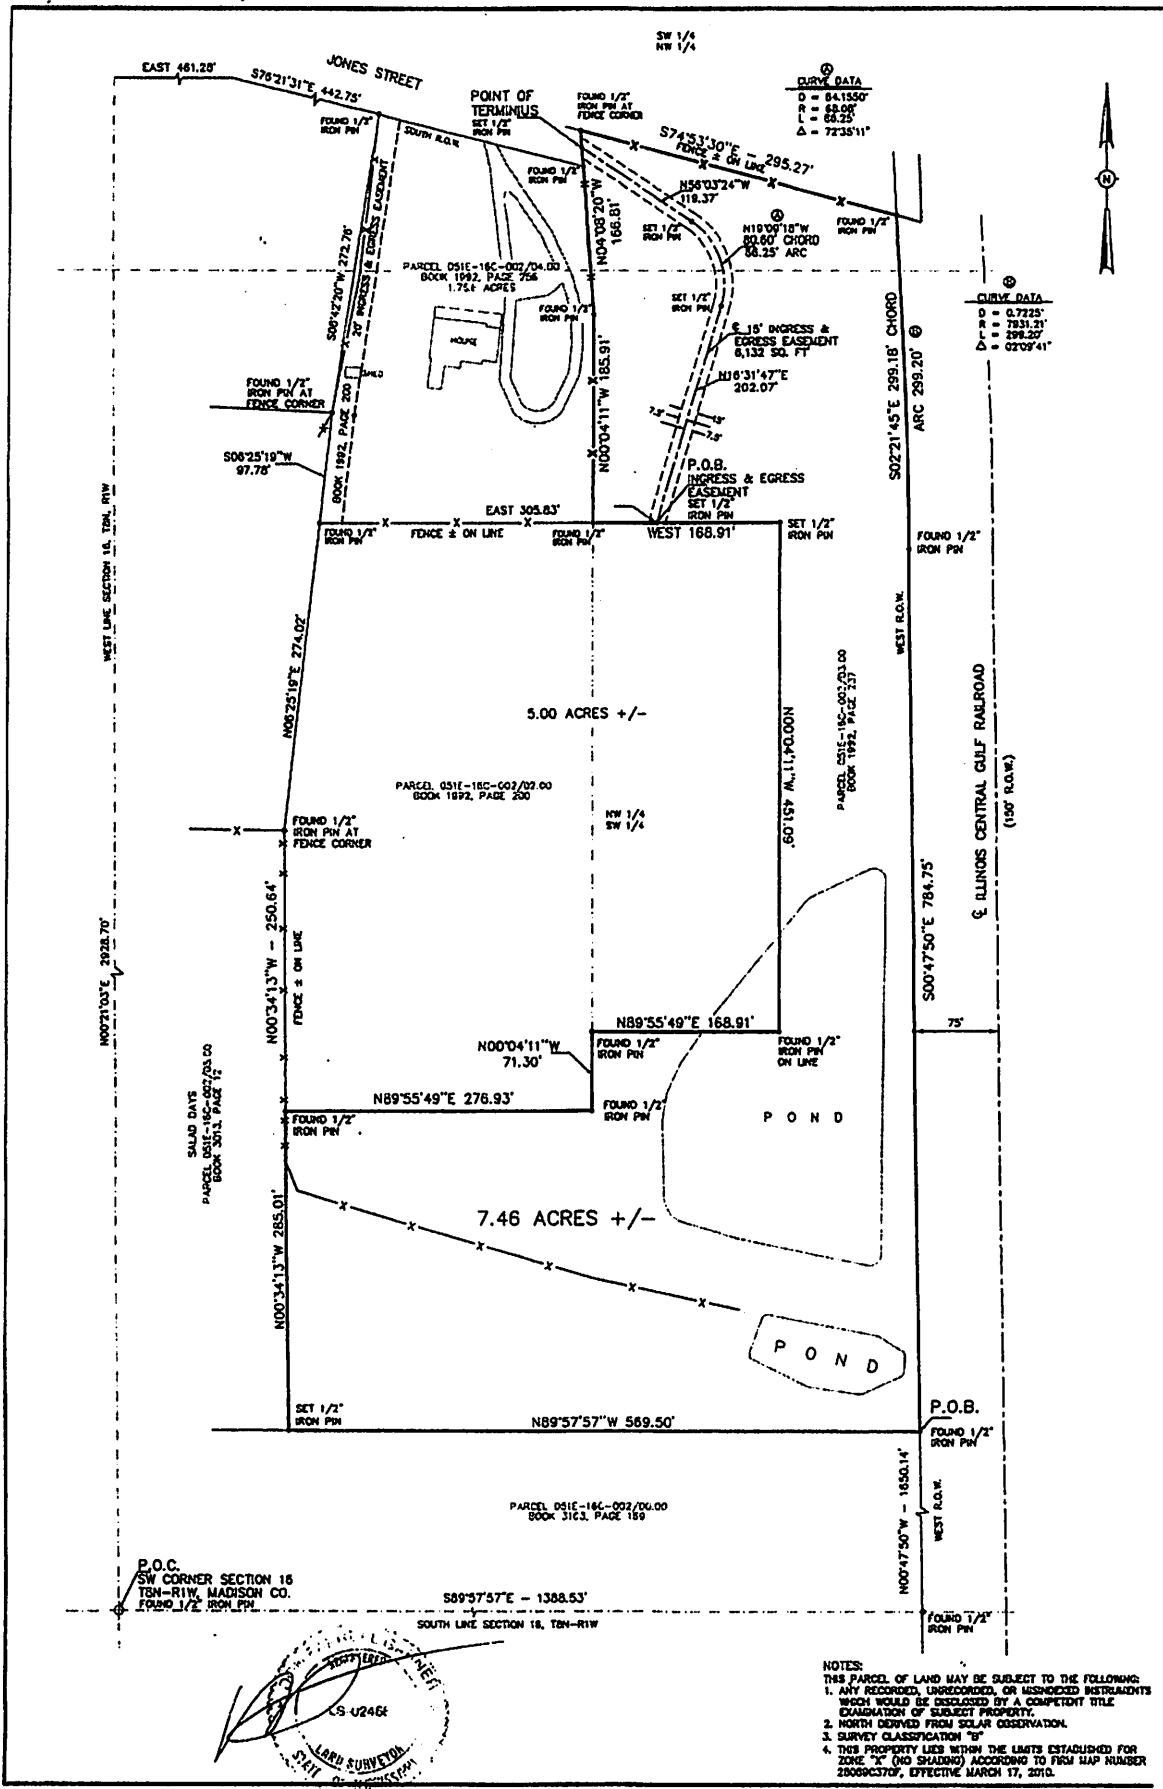 SW 1/4
NW 1/4
EAST 461.28'
S76°21'31"E 442.75'
JONES STREET
SOUTH R.O.W.
POINT OF
TERMINIUS
SET 1/2"
IRON PIN
FOUND 1/2"
IRON PIN AT
FENCE CORNER
FOUND 1/2"
IRON PIN
S74°53'30"E - 295.27'
FENCE ± ON LINE
A
CURVE DATA
D = 84.1550°
R = 68.08'
L = 86.25'
Δ = 72°35'11"
N
FOUND 1/2"
IRON PIN
N56°03'24"W
119.37'
SET 1/2"
IRON PIN
A
N19°09'18"W
80.60' CHORD
86.25' ARC
FOUND 1/2"
IRON PIN
N04°08'20"W
166.81'
S06°42'20"W 272.76'
20' INGRESS & EGRESS EASEMENT
BOOK 1992, PAGE 200
PARCEL 051E-16C-002/04.00
BOOK 1992, PAGE 756
1.75± ACRES
FOUND 1/2"
IRON PIN
SET 1/2"
IRON PIN
B
CURVE DATA
D = 0.7225°
R = 7931.21'
L = 299.20'
Δ = 02°09'41"
HOUSE
SHED
℄ 15' INGRESS &
EGRESS EASEMENT
6,132 SQ. FT
N16°31'47"E
202.07'
7.5'
15'
7.5'
S02°21'45"E 299.18' CHORD
ARC 299.20' B
FOUND 1/2"
IRON PIN AT
FENCE CORNER
N00°04'11"W 185.91'
S06°25'19"W
97.78'
P.O.B.
INGRESS & EGRESS
EASEMENT
SET 1/2"
IRON PIN
WEST LINE SECTION 16, T8N, R1W
EAST 305.83'
FENCE ± ON LINE
FOUND 1/2"
IRON PIN
FOUND 1/2"
IRON PIN
WEST 168.91'
SET 1/2"
IRON PIN
FOUND 1/2"
IRON PIN
WEST R.O.W.
N06°25'19"E 274.02'
5.00 ACRES +/-
PARCEL 051E-16C-002/03.00
BOOK 1992, PAGE 237
N00°04'11"W 451.09'
℄ ILLINOIS CENTRAL GULF RAILROAD
(150' R.O.W.)
PARCEL 051E-16C-002/02.00
BOOK 1992, PAGE 200
NW 1/4
SW 1/4
FOUND 1/2"
IRON PIN AT
FENCE CORNER
N00°21'03"E 2928.70'
N00°34'13"W - 250.64'
FENCE ± ON LINE
S00°47'50"E 784.75'
75'
N89°55'49"E 168.91'
N00°04'11"W
71.30'
FOUND 1/2"
IRON PIN
FOUND 1/2"
IRON PIN
ON LINE
N89°55'49"E 276.93'
FOUND 1/2"
IRON PIN
FOUND 1/2"
IRON PIN
POND
SALAD DAYS
PARCEL 051E-16C-002/05.00
BOOK 3013, PAGE 12
7.46 ACRES +/-
N00°34'13"W 285.01'
POND
SET 1/2"
IRON PIN
N89°57'57"W 569.50'
P.O.B.
FOUND 1/2"
IRON PIN
N00°47'50"W - 1650.14'
WEST R.O.W.
PARCEL 051E-16C-002/00.00
BOOK 3103, PAGE 159
P.O.C.
SW CORNER SECTION 16
T8N-R1W, MADISON CO.
FOUND 1/2" IRON PIN
S89°57'57"E - 1388.53'
SOUTH LINE SECTION 16, T8N-R1W
FOUND 1/2"
IRON PIN
REGISTERED
LAND SURVEYOR
STATE OF MISSISSIPPI
NOTES:
THIS PARCEL OF LAND MAY BE SUBJECT TO THE FOLLOWING:
1. ANY RECORDED, UNRECORDED, OR MISINDEXED INSTRUMENTS
WHICH WOULD BE DISCLOSED BY A COMPETENT TITLE
EXAMINATION OF SUBJECT PROPERTY.
2. NORTH DERIVED FROM SOLAR OBSERVATION.
3. SURVEY CLASSIFICATION "B"
4. THIS PROPERTY LIES WITHIN THE LIMITS ESTABLISHED FOR
ZONE "X" (NO SHADING) ACCORDING TO FIRM MAP NUMBER
28089C370F, EFFECTIVE MARCH 17, 2010.